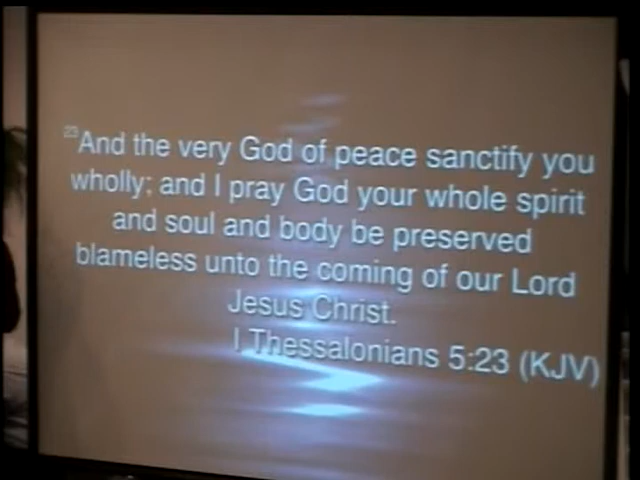 23And the very God of peace sanctify you
wholly; and I pray God your whole spirit
and soul and body be preserved
blameless unto the coming of our Lord
Jesus Christ.
I Thessalonians 5:23 (KJV)